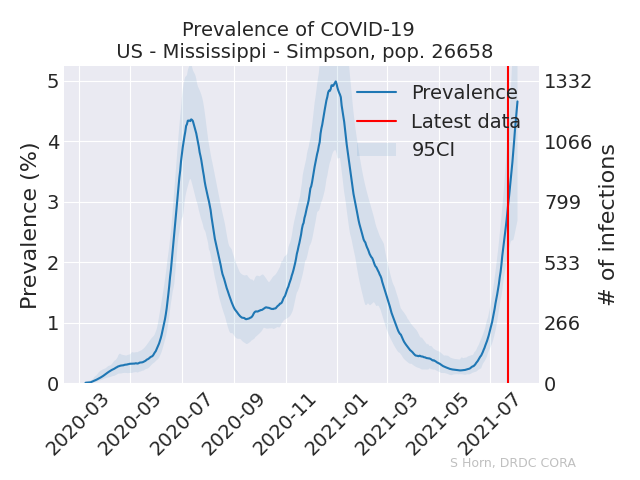 Prevalence of COVID-19
US - Mississippi - Simpson, pop. 26658
Prevalence (%)
5
4
3
2
1
0
Prevalence
Latest data
95CI
1332
1066
799
533
266
0
# of infections
2020-03
2020-05
2020-07
2020-09
2020-11
2021-01
2021-03
2021-05
2021-07
S Horn, DRDC CORA